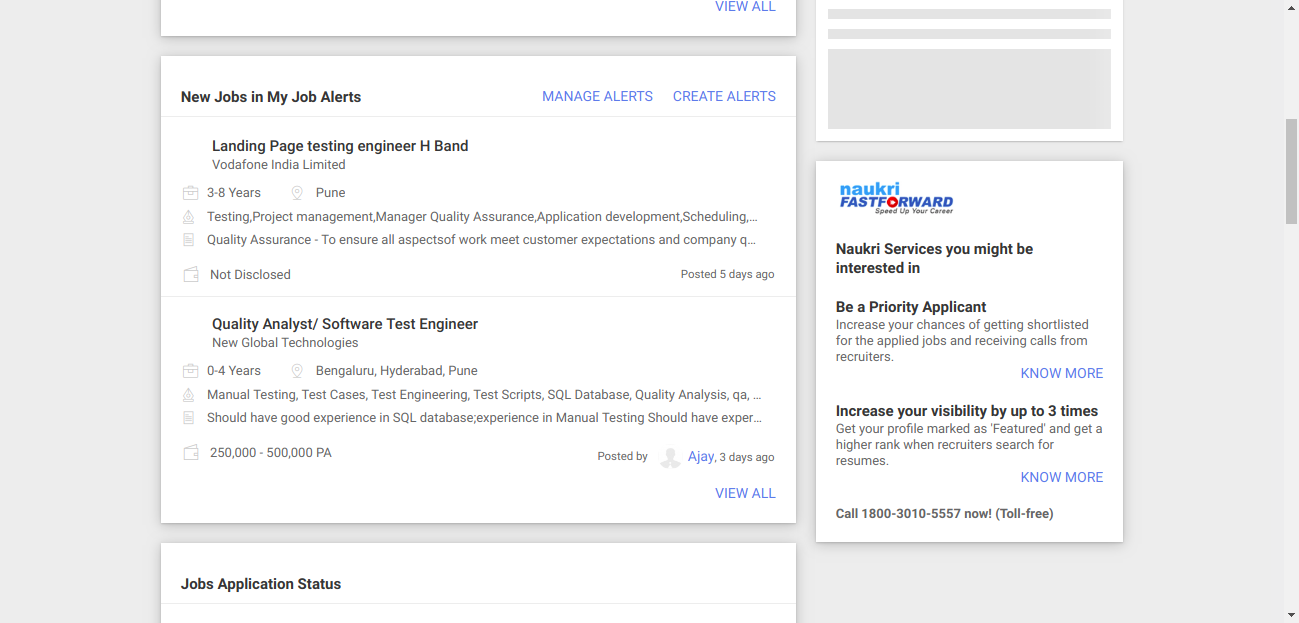 VIEW ALL
New Jobs in My Job Alerts MANAGE ALERTS CREATE ALERTS
Landing Page testing engineer H Band
Vodafone India Limited
3-8 Years Pune
Testing,Project management,Manager Quality Assurance,Application development,Scheduling,...
Quality Assurance - To ensure all aspectsof work meet customer expectations and company q...
Not Disclosed Posted 5 days ago
Quality Analyst/ Software Test Engineer
New Global Technologies
0-4 Years Bengaluru, Hyderabad, Pune
Manual Testing, Test Cases, Test Engineering, Test Scripts, SQL Database, Quality Analysis, qa, ...
Should have good experience in SQL database;experience in Manual Testing Should have exper...
250,000 - 500,000 PA Posted by Ajay, 3 days ago
VIEW ALL
Jobs Application Status
naukri
FASTFORWARD
Speed Up Your Career
Naukri Services you might be
interested in
Be a Priority Applicant
Increase your chances of getting shortlisted
for the applied jobs and receiving calls from
recruiters.
KNOW MORE
Increase your visibility by up to 3 times
Get your profile marked as 'Featured' and get a
higher rank when recruiters search for
resumes.
KNOW MORE
Call 1800-3010-5557 now! (Toll-free)